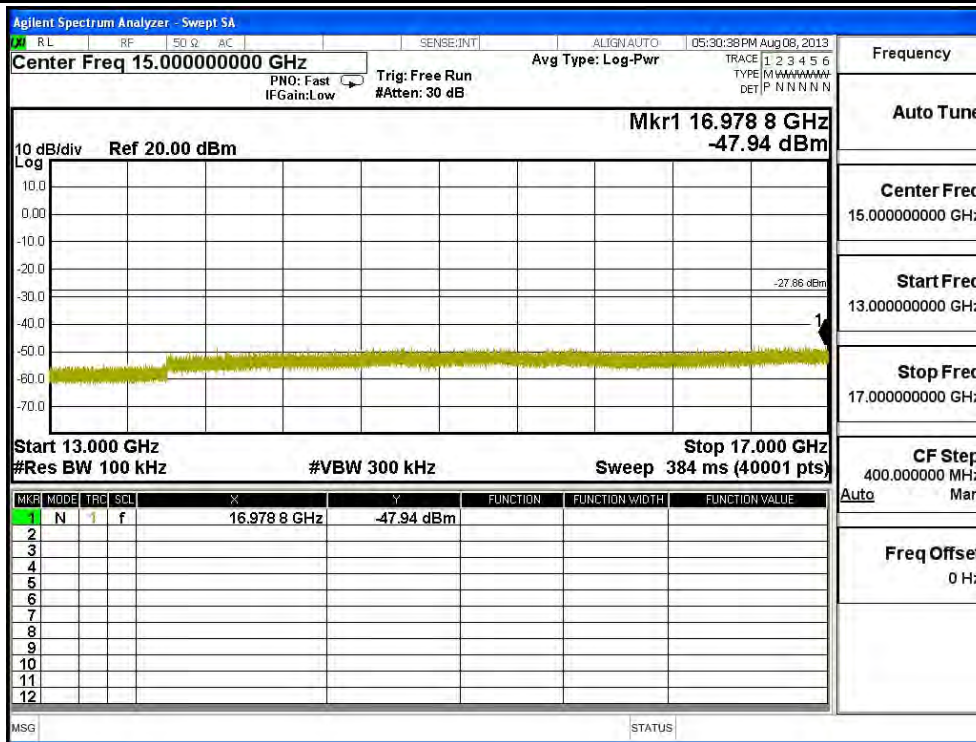 Agilent Spectrum Analyzer - Swept SA
RL RF 50 Ω AC SENSE:INT ALIGN AUTO 05:30:38 PM Aug 08, 2013
Center Freq 15.000000000 GHz
PNO: Fast
IFGain:Low
Trig: Free Run
#Atten: 30 dB
Avg Type: Log-Pwr
TRACE 1 2 3 4 5 6
TYPE M
DET P N N N N N
Mkr1 16.978 8 GHz
-47.94 dBm
10 dB/div Ref 20.00 dBm
Log
10.0
0.00
-10.0
-20.0
-27.86 dBm
-30.0
-40.0
1
-50.0
-60.0
-70.0
Start 13.000 GHz Stop 17.000 GHz
#Res BW 100 kHz #VBW 300 kHz Sweep 384 ms (40001 pts)
MKR MODE TRC SCL X Y FUNCTION FUNCTION WIDTH FUNCTION VALUE
1 N 1 f 16.978 8 GHz -47.94 dBm
2
3
4
5
6
7
8
9
10
11
12
MSG STATUS
Frequency
Auto Tune
Center Freq
15.000000000 GHz
Start Freq
13.000000000 GHz
Stop Freq
17.000000000 GHz
CF Step
400.000000 MHz
Auto Man
Freq Offset
0 Hz